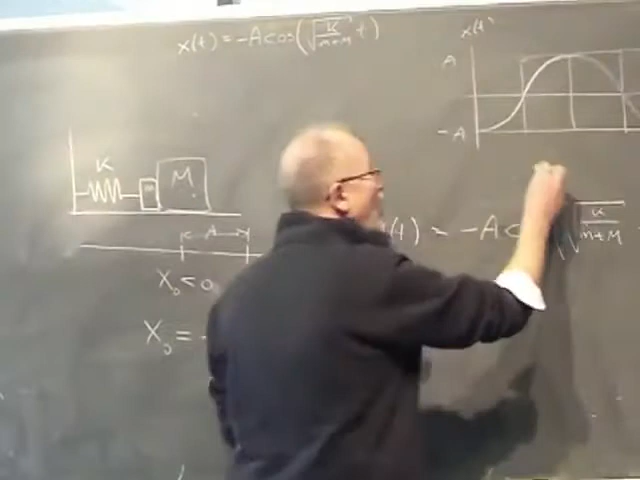 x(t) = -A cos(√K/m+M t)
x(t)
A
-A
K
m
M
A
(t) = -A c √K/m+M
X₀ < 0
X₀ = -